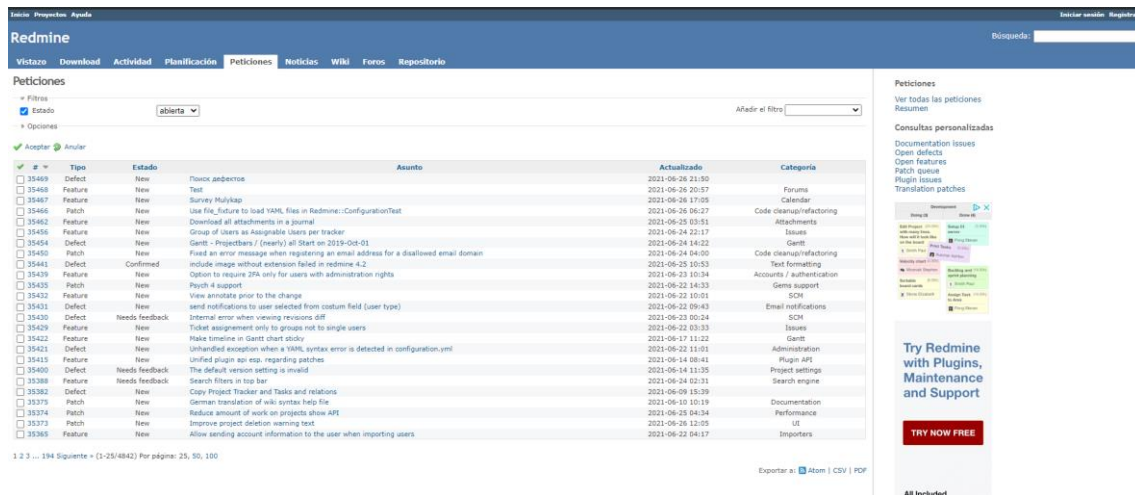 Inicio Proyectos Ayuda
Iniciar sesión Registra
Redmine
Búsqueda:
Vistazo Download Actividad Planificación Peticiones Noticias Wiki Foros Repositorio
Peticiones
Filtros
Estado abierta Añadir el filtro
Opciones
Aceptar Anular
# Tipo Estado Asunto Actualizado Categoría
35469 Defect New Поиск дефектов 2021-06-26 21:50
35468 Feature New Test 2021-06-26 20:57 Forums
35467 Feature New Survey Mulykap 2021-06-26 17:05 Calendar
35466 Patch New Use file_fixture to load YAML files in Redmine::ConfigurationTest 2021-06-26 06:27 Code cleanup/refactoring
35462 Feature New Download all attachments in a journal 2021-06-25 03:51 Attachments
35456 Feature New Group of Users as Assignable Users per tracker 2021-06-24 22:17 Issues
35454 Defect New Gantt - Projectbars / (nearly) all Start on 2019-Oct-01 2021-06-24 14:22 Gantt
35450 Patch New Fixed an error message when registering an email address for a disallowed email domain 2021-06-24 04:00 Code cleanup/refactoring
35441 Defect Confirmed include image without extension failed in redmine 4.2 2021-06-25 10:53 Text formatting
35439 Feature New Option to require 2FA only for users with administration rights 2021-06-23 10:34 Accounts / authentication
35435 Patch New Psych 4 support 2021-06-22 14:33 Gems support
35432 Feature New View annotate prior to the change 2021-06-22 10:01 SCM
35431 Defect New send notifications to user selected from costum field (user type) 2021-06-22 09:43 Email notifications
35430 Defect Needs feedback Internal error when viewing revisions diff 2021-06-23 00:24 SCM
35429 Feature New Ticket assignement only to groups not to single users 2021-06-22 03:33 Issues
35422 Feature New Make timeline in Gantt chart sticky 2021-06-17 11:22 Gantt
35421 Defect New Unhandled exception when a YAML syntax error is detected in configuration.yml 2021-06-22 11:01 Administration
35415 Feature New Unified plugin api esp. regarding patches 2021-06-14 08:41 Plugin API
35400 Defect Needs feedback The default version setting is invalid 2021-06-14 11:35 Project settings
35388 Feature Needs feedback Search filters in top bar 2021-06-24 02:31 Search engine
35382 Defect New Copy Project Tracker and Tasks and relations 2021-06-09 15:39
35375 Patch New German translation of wiki syntax help file 2021-06-10 10:19 Documentation
35374 Patch New Reduce amount of work on projects show API 2021-06-25 04:34 Performance
35373 Patch New Improve project deletion warning text 2021-06-26 12:05 UI
35365 Feature New Allow sending account information to the user when importing users 2021-06-22 04:17 Importers
1 2 3 ... 194 Siguiente » (1-25/4842) Por página: 25, 50, 100
Exportar a: Atom | CSV | PDF
Peticiones
Ver todas las peticiones
Resumen
Consultas personalizadas
Documentation issues
Open defects
Open features
Patch queue
Plugin issues
Translation patches
Try Redmine
with Plugins,
Maintenance
and Support
TRY NOW FREE
All Included